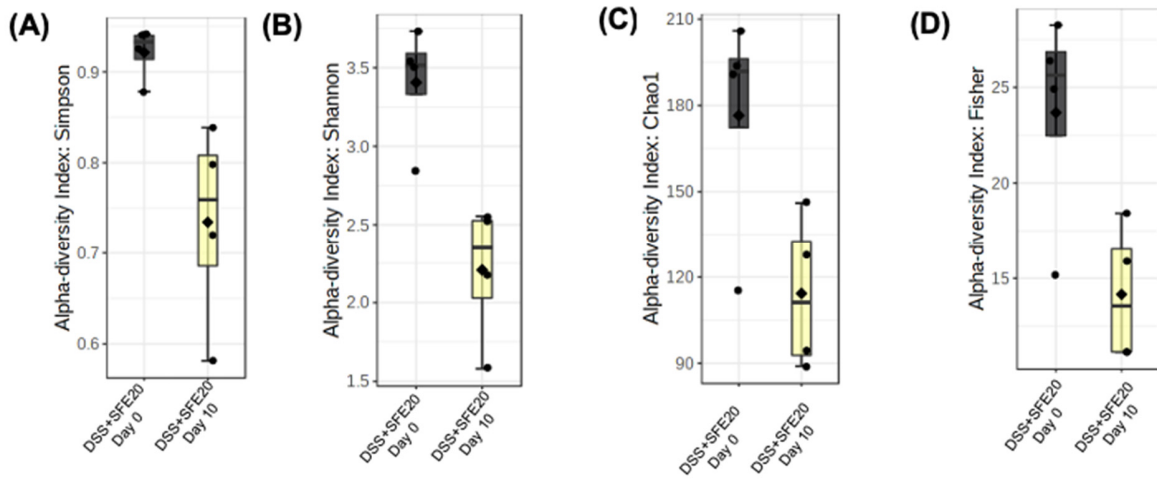 (A)
Alpha-diversity Index: Simpson
0.9
0.8
0.7
0.6
DSS+SFE20
Day 0
DSS+SFE20
Day 10
(B)
Alpha-diversity Index: Shannon
3.5
3.0
2.5
2.0
1.5
DSS+SFE20
Day 0
DSS+SFE20
Day 10
(C)
Alpha-diversity Index: Chao1
210
180
150
120
90
DSS+SFE20
Day 0
DSS+SFE20
Day 10
(D)
Alpha-diversity Index: Fisher
25
20
15
DSS+SFE20
Day 0
DSS+SFE20
Day 10